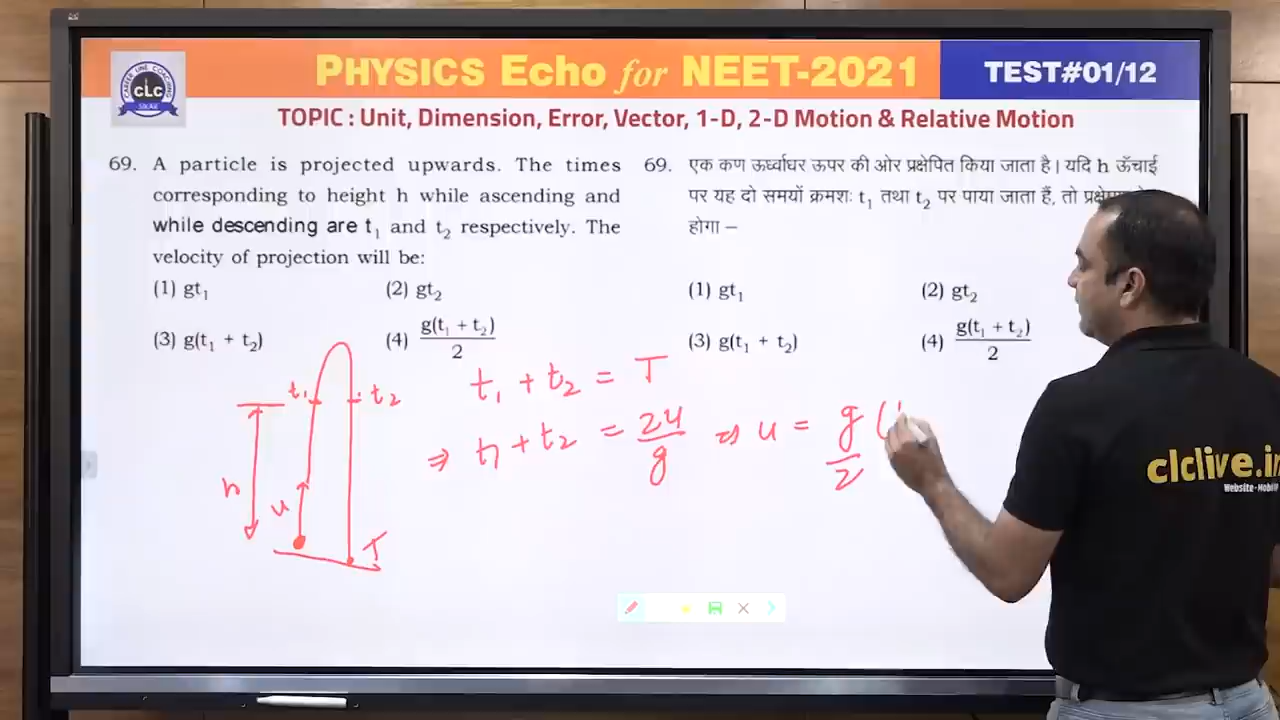 PHYSICS Echo for NEET-2021
TEST#01/12
CLC
SIKAR
TOPIC : Unit, Dimension, Error, Vector, 1-D, 2-D Motion & Relative Motion
69. A particle is projected upwards. The times
corresponding to height h while ascending and
while descending are t₁ and t₂ respectively. The
velocity of projection will be:
(1) gt₁
(2) gt₂
(3) g(t₁ + t₂)
(4) g(t₁ + t₂)/2
69. एक कण ऊर्ध्वाधर ऊपर की ओर प्रक्षेपित किया जाता है। यदि h ऊँचाई
पर यह दो समयों क्रमशः t₁ तथा t₂ पर पाया जाता हैं, तो
होगा –
(1) gt₁
(2) gt₂
(3) g(t₁ + t₂)
(4) g(t₁ + t₂)/2
t₁ + t₂ = T
⇒ t₁ + t₂ = 2u/g ⇒ u = g/2 (
t₁
t₂
h
u
T
clclive.in